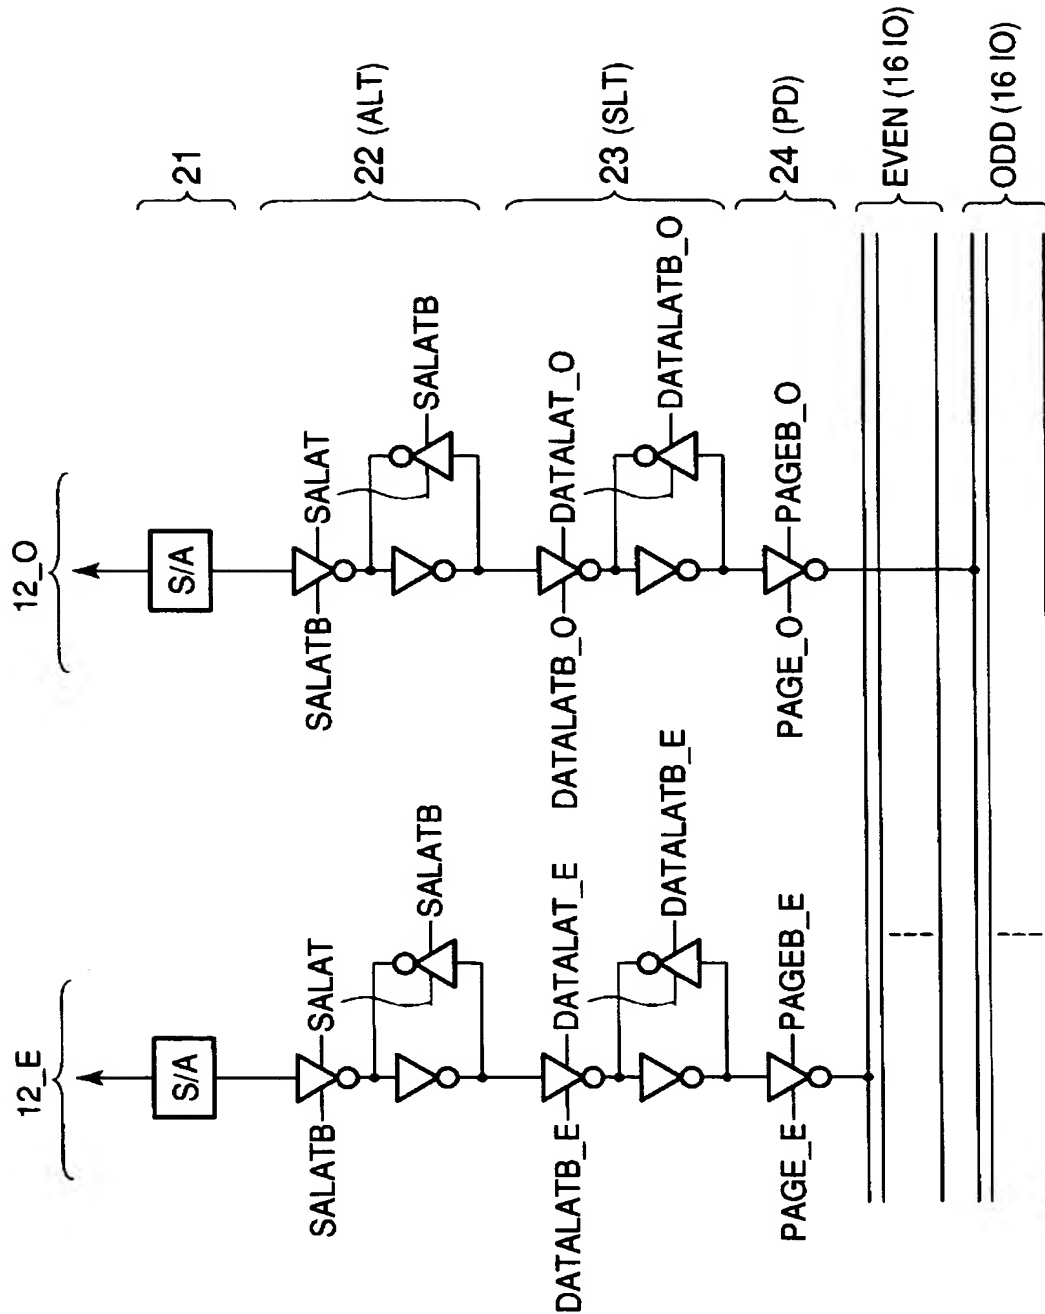 12_E
12_O
S/A
S/A
21
SALATB
SALAT
SALATB
SALATB
SALAT
SALATB
22 (ALT)
DATALATB_E
DATALAT_E
DATALATB_E
DATALATB_O
DATALAT_O
DATALATB_O
23 (SLT)
PAGE_E
PAGEB_E
PAGE_O
PAGEB_O
24 (PD)
EVEN (16 IO)
ODD (16 IO)